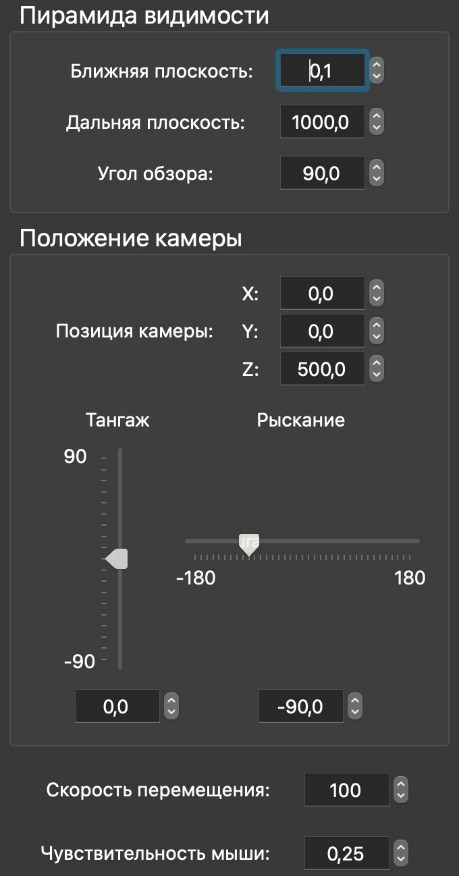 Пирамида видимости
Ближняя плоскость: 0,1
Дальняя плоскость: 1000,0
Угол обзора: 90,0
Положение камеры
X: 0,0
Позиция камеры: Y: 0,0
Z: 500,0
Тангаж Рыскание
90
-180 180
-90
0,0 -90,0
Скорость перемещения: 100
Чувствительность мыши: 0,25